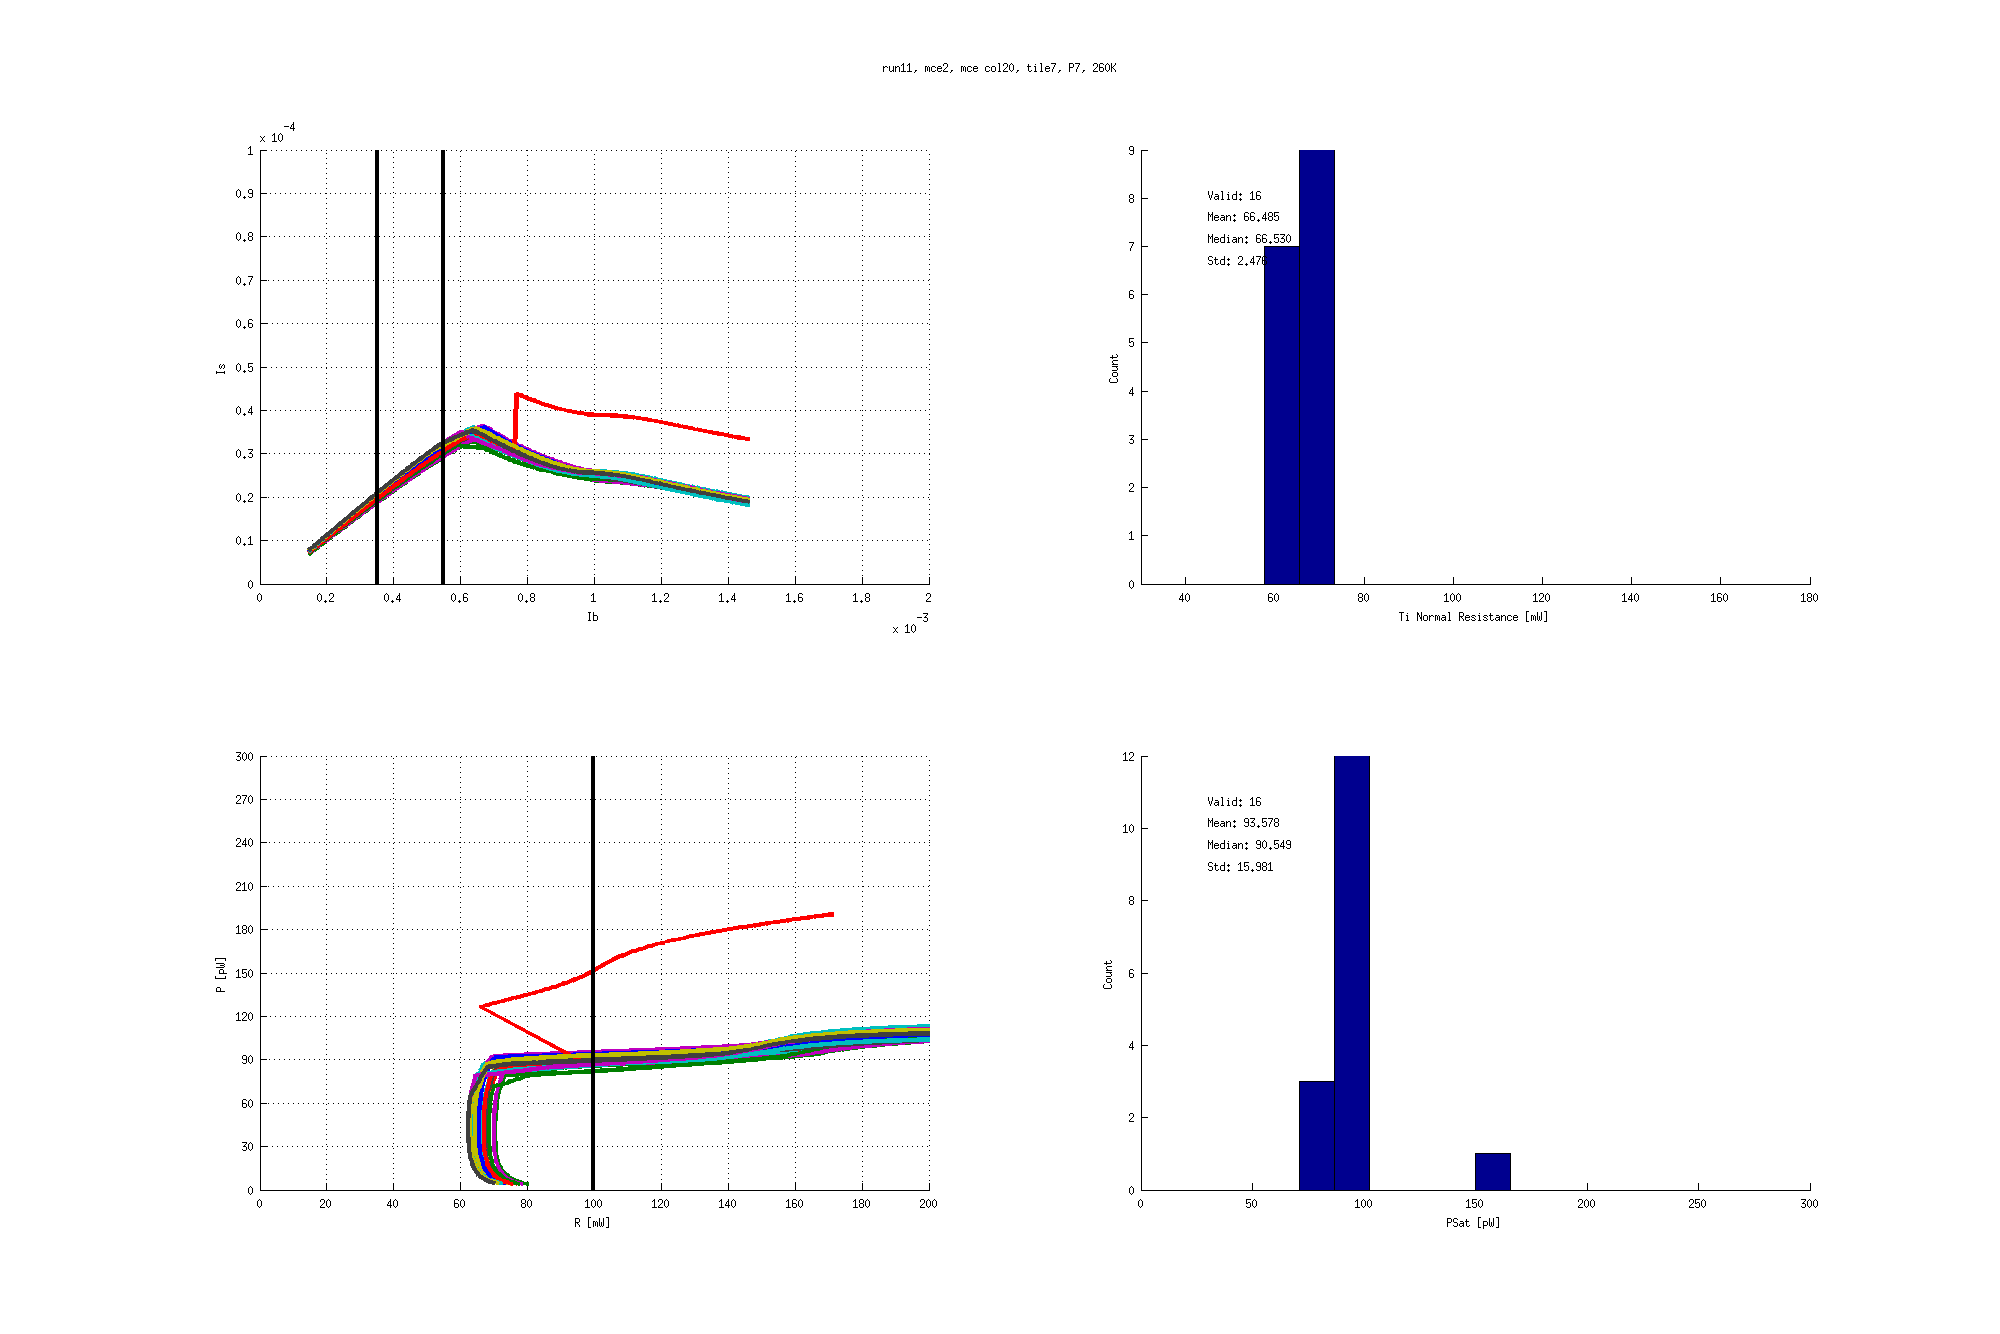 run11, mce2, mce col20, tile7, P7, 260K
x 10
-4
1
0.9
0.8
0.7
0.6
0.5
0.4
0.3
0.2
0.1
0
Is
0 0.2 0.4 0.6 0.8 1 1.2 1.4 1.6 1.8 2
Ib
x 10
-3
9
8
7
6
5
4
3
2
1
0
Count
Valid: 16
Mean: 66.485
Median: 66.530
Std: 2.476
40 60 80 100 120 140 160 180
Ti Normal Resistance [mW]
300
270
240
210
180
150
120
90
60
30
0
P [pW]
0 20 40 60 80 100 120 140 160 180 200
R [mW]
12
10
8
6
4
2
0
Count
Valid: 16
Mean: 93.578
Median: 90.549
Std: 15.981
0 50 100 150 200 250 300
PSat [pW]